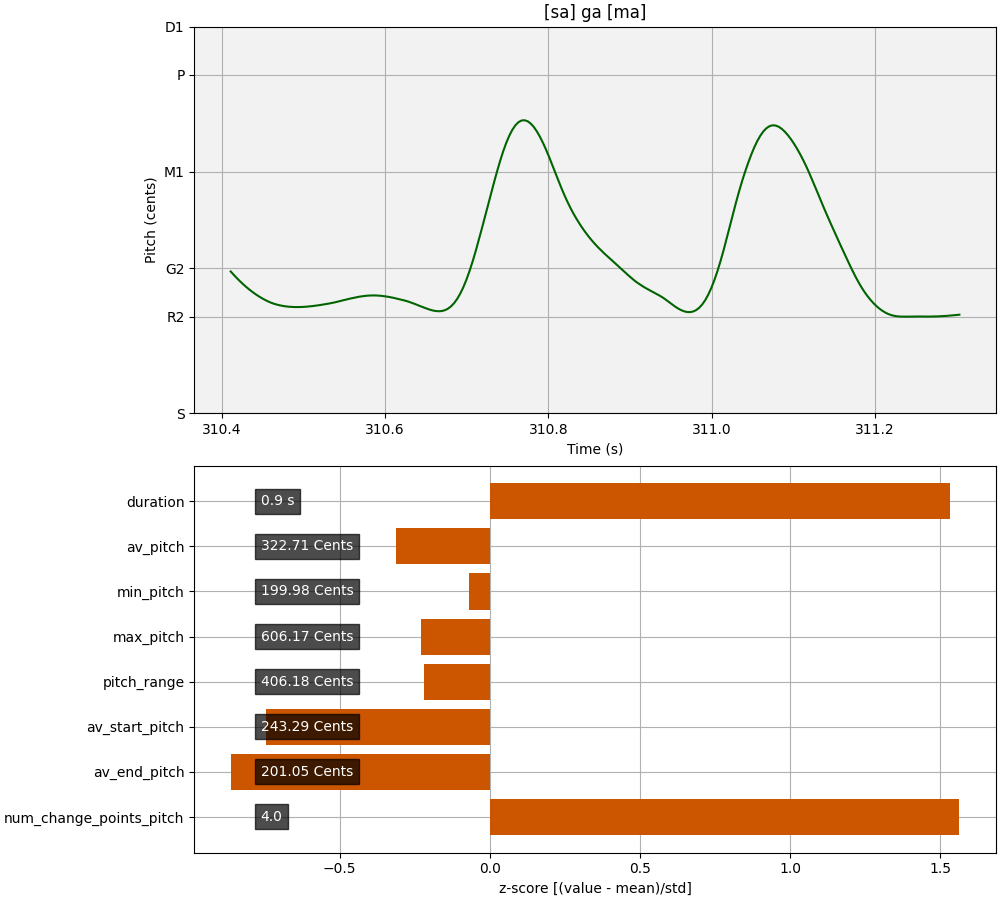 [sa] ga [ma]
D1
P
M1
G2
R2
S
Pitch (cents)
310.4 310.6 310.8 311.0 311.2
Time (s)
duration 0.9 s
av_pitch 322.71 Cents
min_pitch 199.98 Cents
max_pitch 606.17 Cents
pitch_range 406.18 Cents
av_start_pitch 243.29 Cents
av_end_pitch 201.05 Cents
num_change_points_pitch 4.0
−0.5 0.0 0.5 1.0 1.5
z-score [(value - mean)/std]